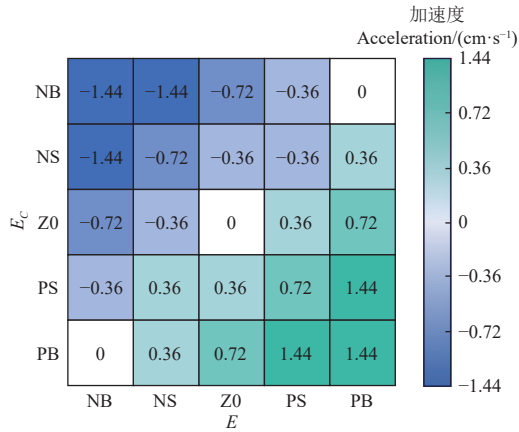 加速度
Acceleration/(cm·s⁻¹)
NB −1.44 −1.44 −0.72 −0.36 0
NS −1.44 −0.72 −0.36 −0.36 0.36
Z0 −0.72 −0.36 0 0.36 0.72
PS −0.36 0.36 0.36 0.72 1.44
PB 0 0.36 0.72 1.44 1.44
NB NS Z0 PS PB
E
E_C
1.44
0.72
0.36
0
−0.36
−0.72
−1.44